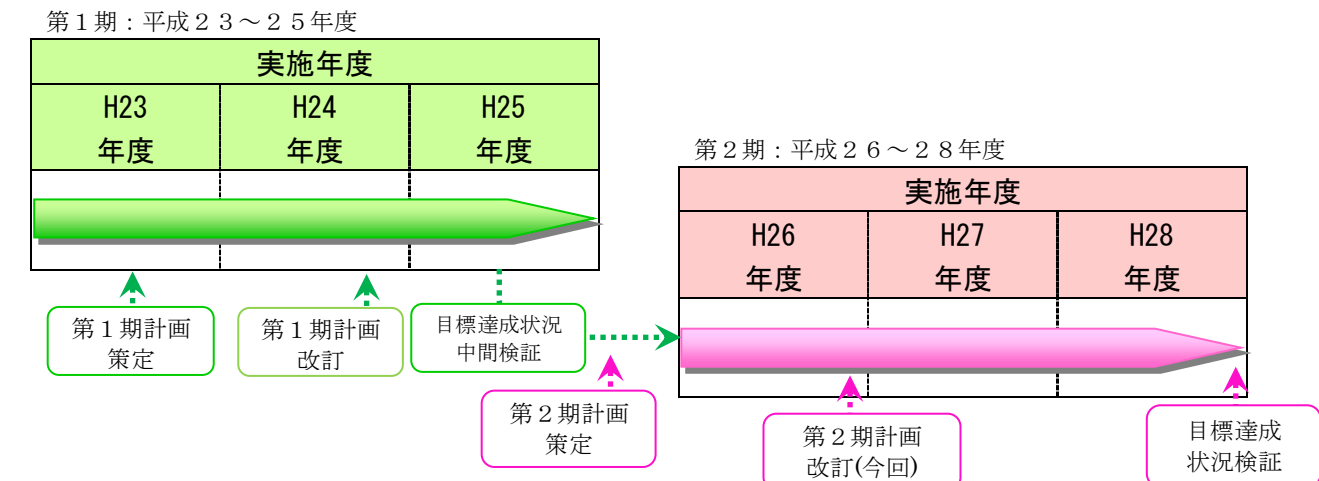 第１期：平成２３～２５年度
実施年度
H23
年度
H24
年度
H25
年度
第１期計画
策定
第１期計画
改訂
目標達成状況
中間検証
第２期計画
策定
第２期：平成２６～２８年度
実施年度
H26
年度
H27
年度
H28
年度
第２期計画
改訂(今回)
目標達成
状況検証